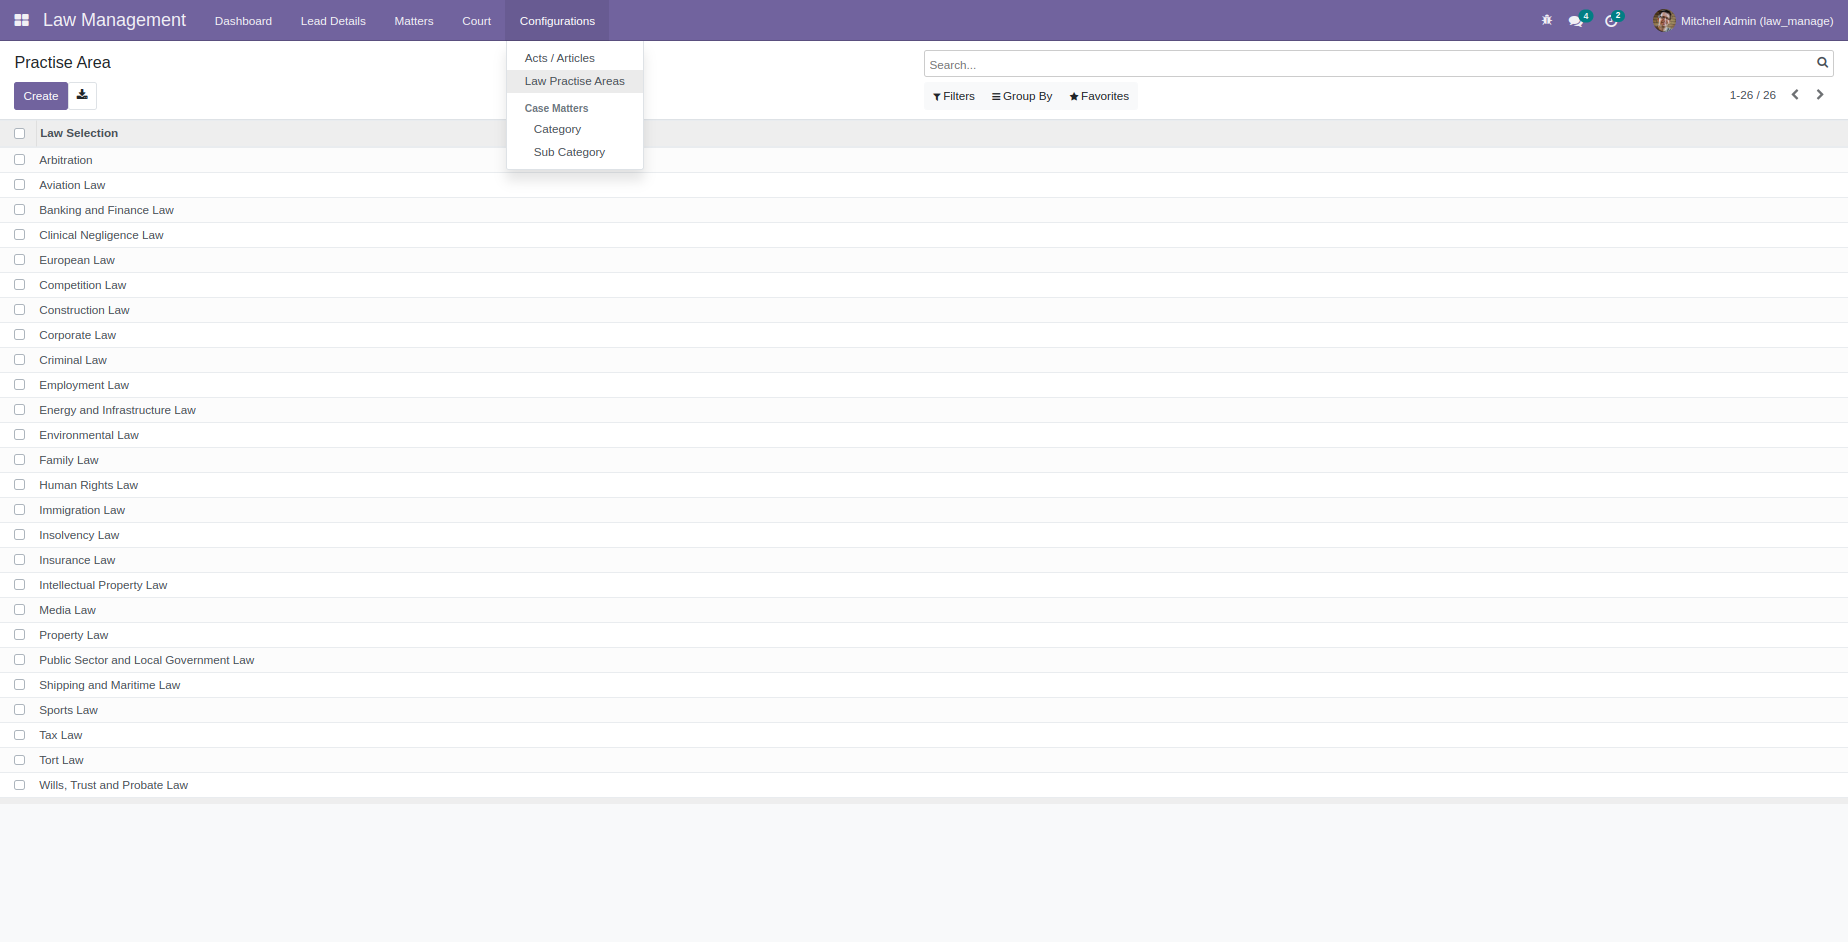 Law Management Dashboard Lead Details Matters Court Configurations 4 2 Mitchell Admin (law_manage)
Practise Area
Search...
Create
Filters Group By Favorites 1-26 / 26
Acts / Articles
Law Practise Areas
Case Matters
Category
Sub Category
Law Selection
Arbitration
Aviation Law
Banking and Finance Law
Clinical Negligence Law
European Law
Competition Law
Construction Law
Corporate Law
Criminal Law
Employment Law
Energy and Infrastructure Law
Environmental Law
Family Law
Human Rights Law
Immigration Law
Insolvency Law
Insurance Law
Intellectual Property Law
Media Law
Property Law
Public Sector and Local Government Law
Shipping and Maritime Law
Sports Law
Tax Law
Tort Law
Wills, Trust and Probate Law